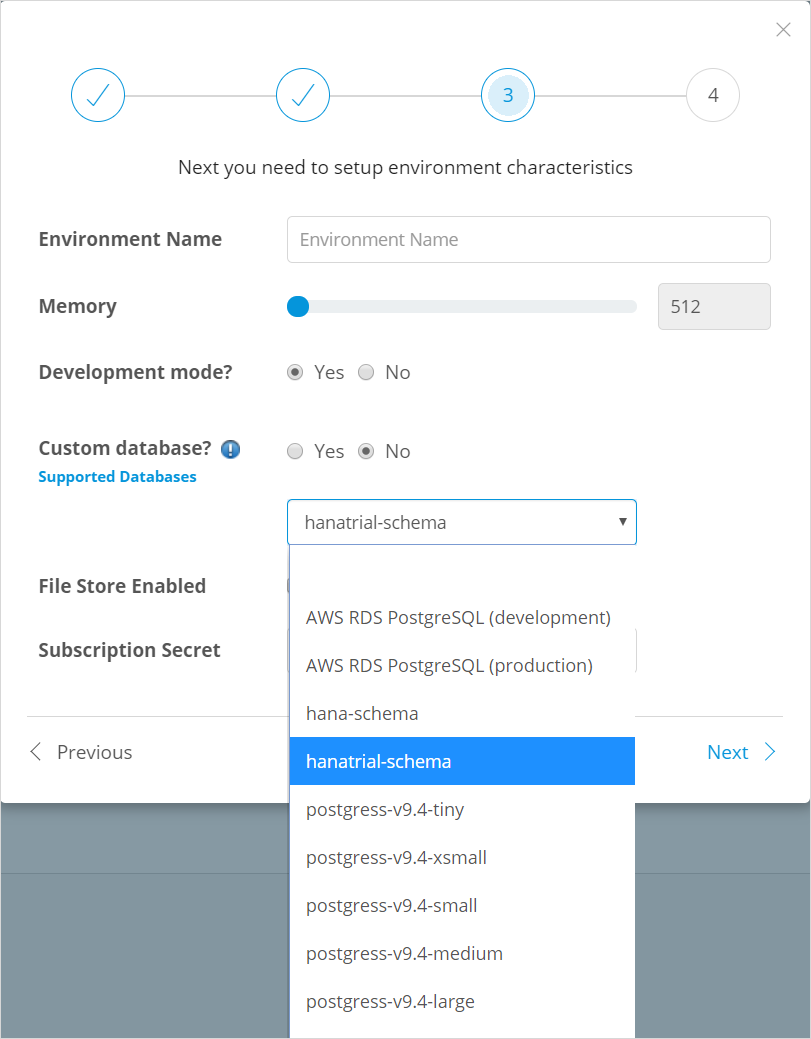 3
4
Next you need to setup environment characteristics
Environment Name
Environment Name
Memory
512
Development mode?
Yes
No
Custom database?
Yes
No
Supported Databases
hanatrial-schema
File Store Enabled
AWS RDS PostgreSQL (development)
Subscription Secret
AWS RDS PostgreSQL (production)
hana-schema
Previous
hanatrial-schema
Next
postgress-v9.4-tiny
postgress-v9.4-xsmall
postgress-v9.4-small
postgress-v9.4-medium
postgress-v9.4-large